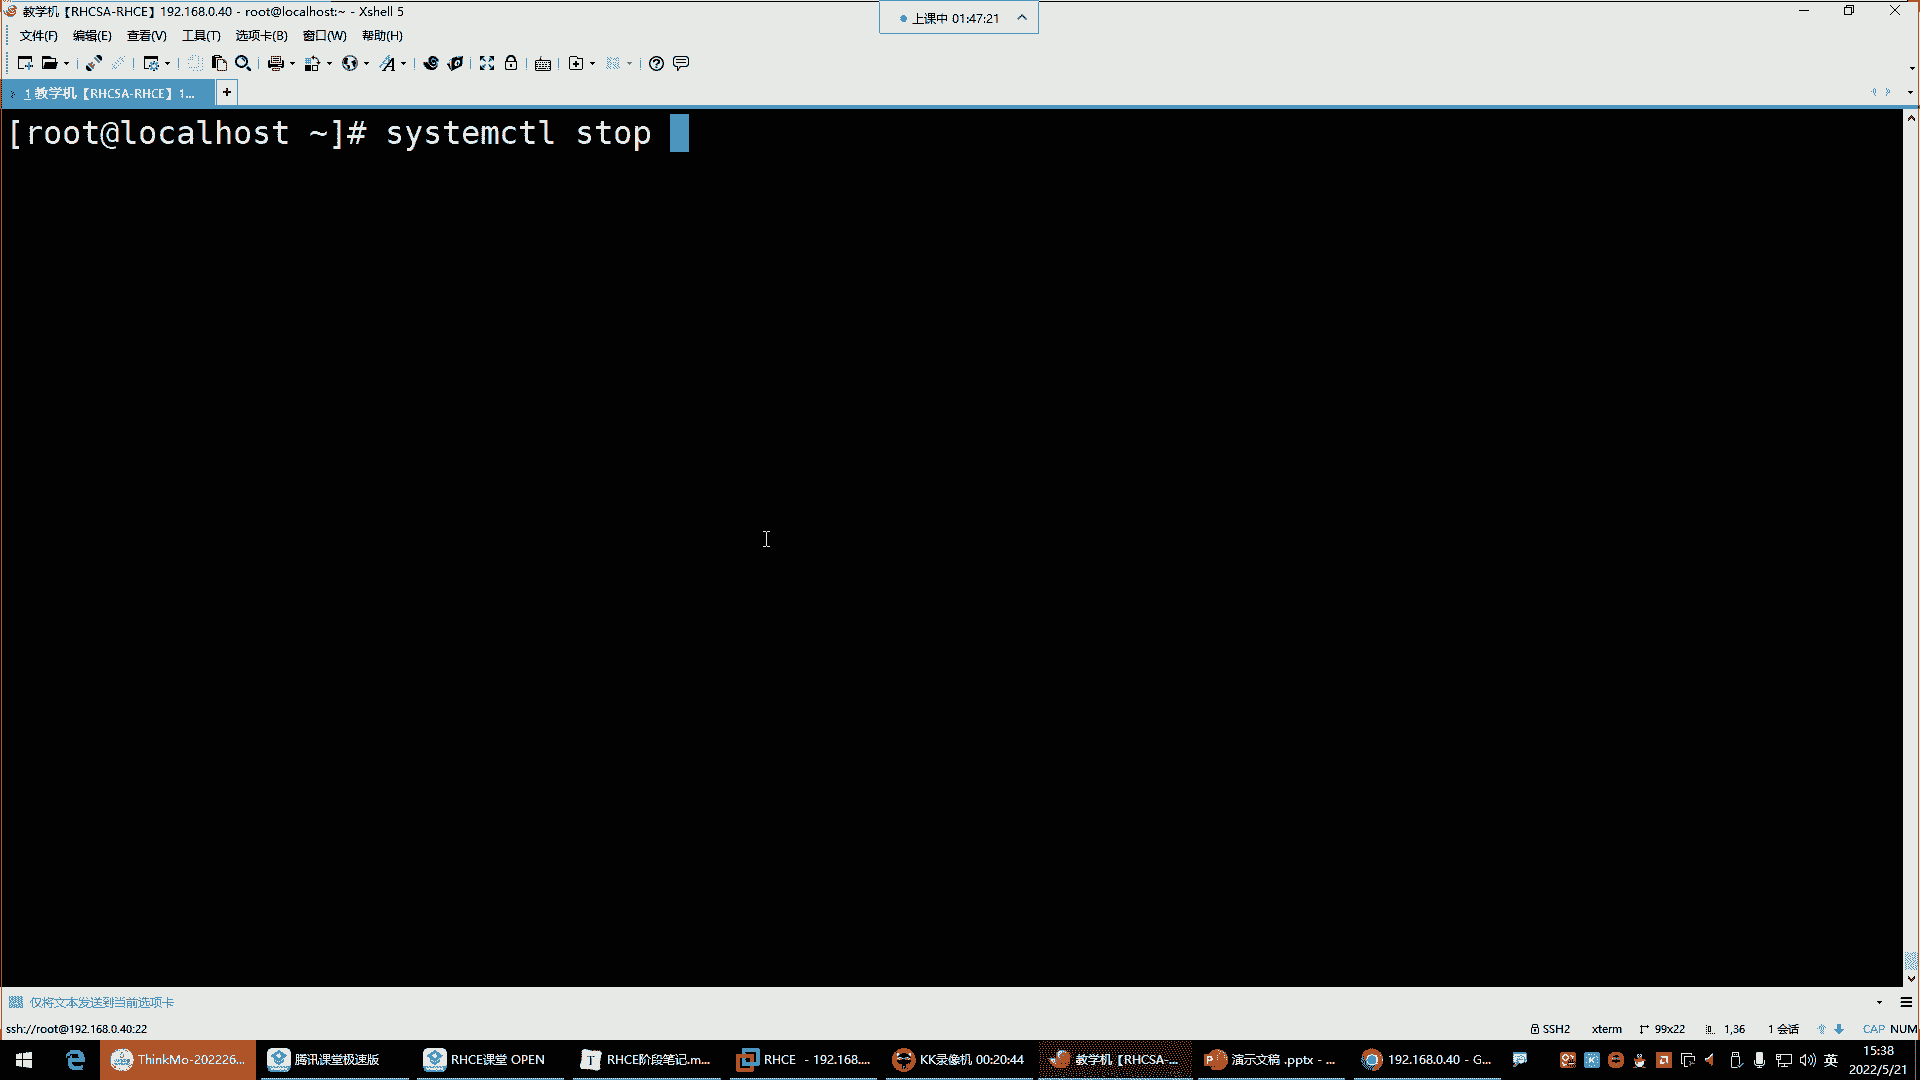 教学机【RHCSA-RHCE】192.168.0.40 - root@localhost:~ - Xshell 5
上课中 01:47:21
文件(F) 编辑(E) 查看(V) 工具(T) 选项卡(B) 窗口(W) 帮助(H)
1 教学机【RHCSA-RHCE】1...
[root@localhost ~]# systemctl stop
仅将文本发送到当前选项卡
ssh://root@192.168.0.40:22
SSH2 xterm 99x22 1,36 1 会话 CAP NUM
ThinkMo-202226... 腾讯课堂极速版 RHCE课堂 OPEN RHCE阶段笔记.m... RHCE - 192.168.... KK录像机 00:20:44 教学机【RHCSA-... 演示文稿 .pptx - ... 192.168.0.40 - G... 英
15:38
2022/5/21